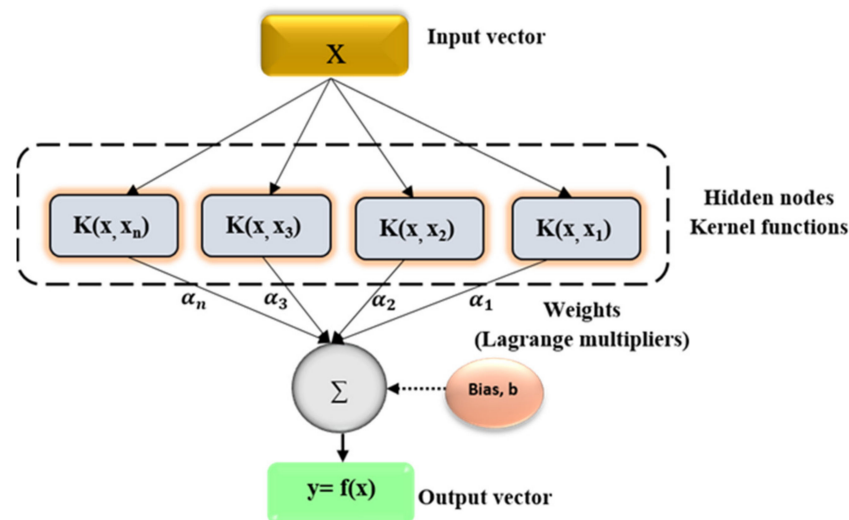 X
Input vector
K(x, xₙ)
K(x, x₃)
K(x, x₂)
K(x, x₁)
Hidden nodes
Kernel functions
αₙ
α₃
α₂
α₁
Weights
(Lagrange multipliers)
Σ
Bias, b
y= f(x)
Output vector